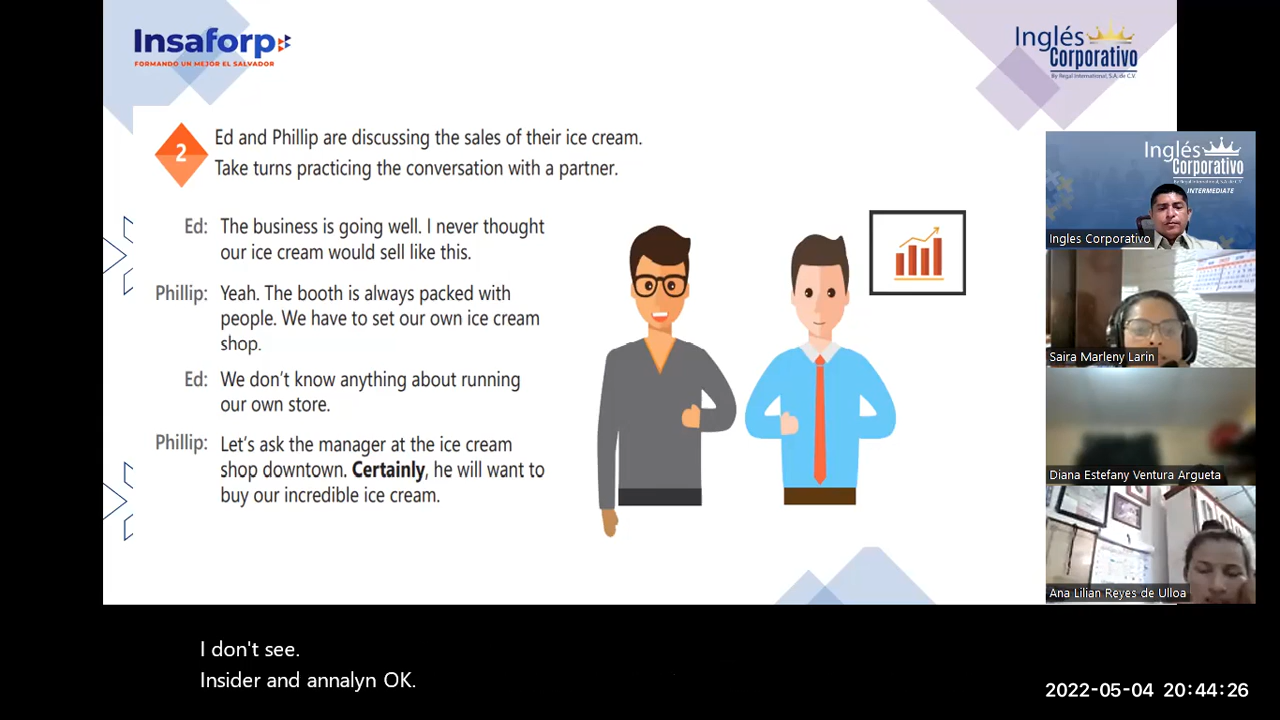 Insaforp
FORMANDO UN MEJOR EL SALVADOR
Inglés
Corporativo
By Regal International, S.A. de C.V.
2
Ed and Phillip are discussing the sales of their ice cream.
Take turns practicing the conversation with a partner.
Ed: The business is going well. I never thought
our ice cream would sell like this.
Phillip: Yeah. The booth is always packed with
people. We have to set our own ice cream
shop.
Ed: We don't know anything about running
our own store.
Phillip: Let's ask the manager at the ice cream
shop downtown. Certainly, he will want to
buy our incredible ice cream.
Inglés
Corporativo
INTERMEDIATE
Ingles Corporativo
Saira Marleny Larin
Diana Estefany Ventura Argueta
Ana Lilian Reyes de Ulloa
I don't see.
Insider and annalyn OK.
2022-05-04 20:44:26